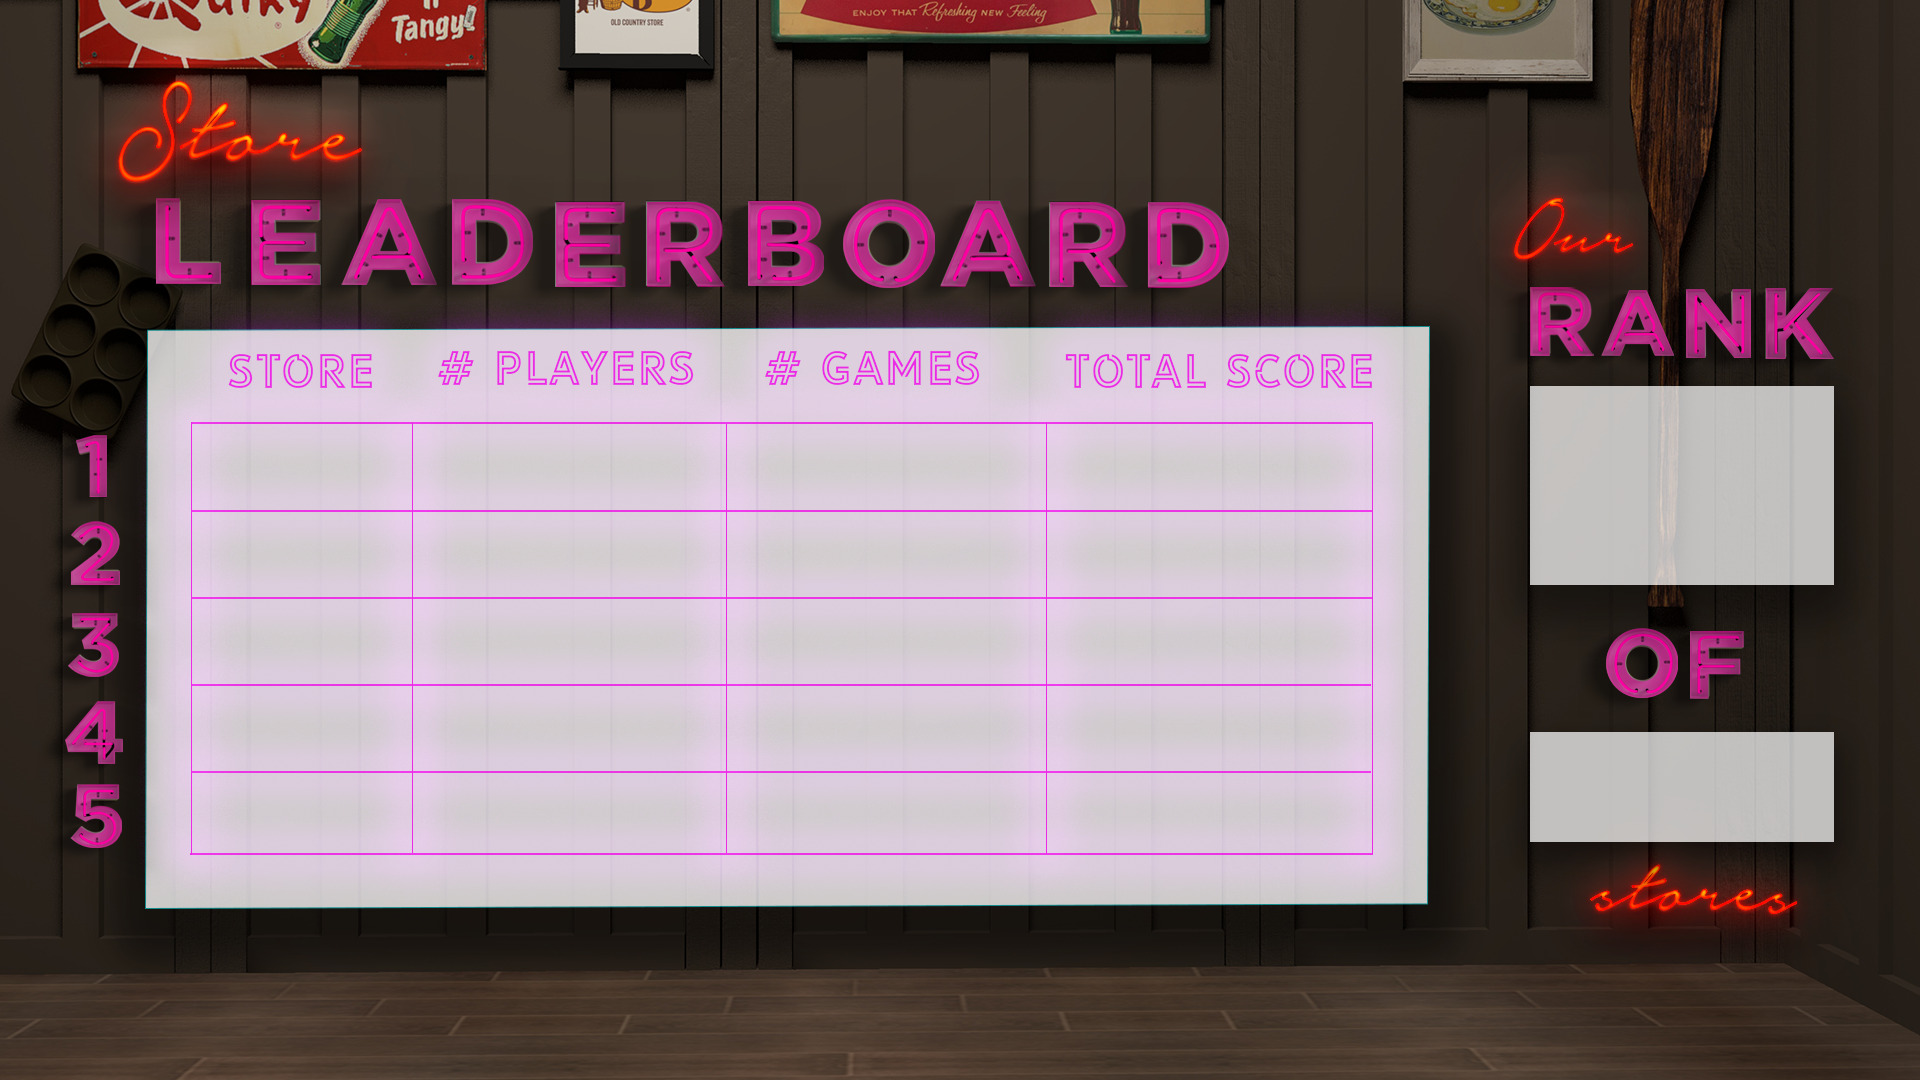 Tangy!
OLD COUNTRY STORE
ENJOY THAT Refreshing NEW Feeling
Store
LEADERBOARD
STORE # PLAYERS # GAMES TOTAL SCORE
1
2
3
4
5
Our
RANK
OF
stores